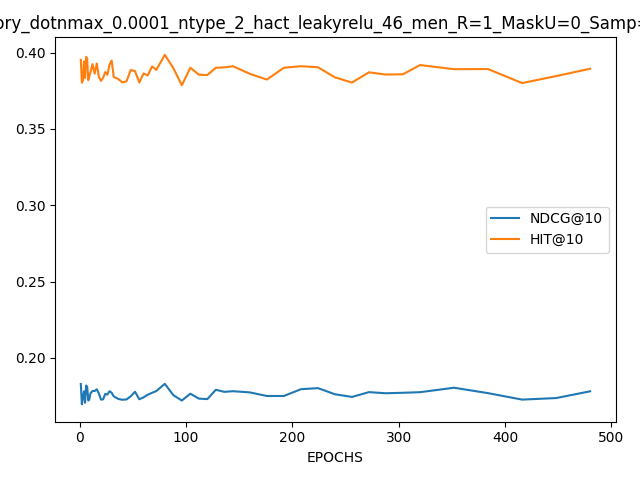 ory_dotnmax_0.0001_ntype_2_hact_leakyrelu_46_men_R=1_MaskU=0_Samp=
0.40
0.35
0.30
0.25
0.20
NDCG@10
HIT@10
0 100 200 300 400 500
EPOCHS